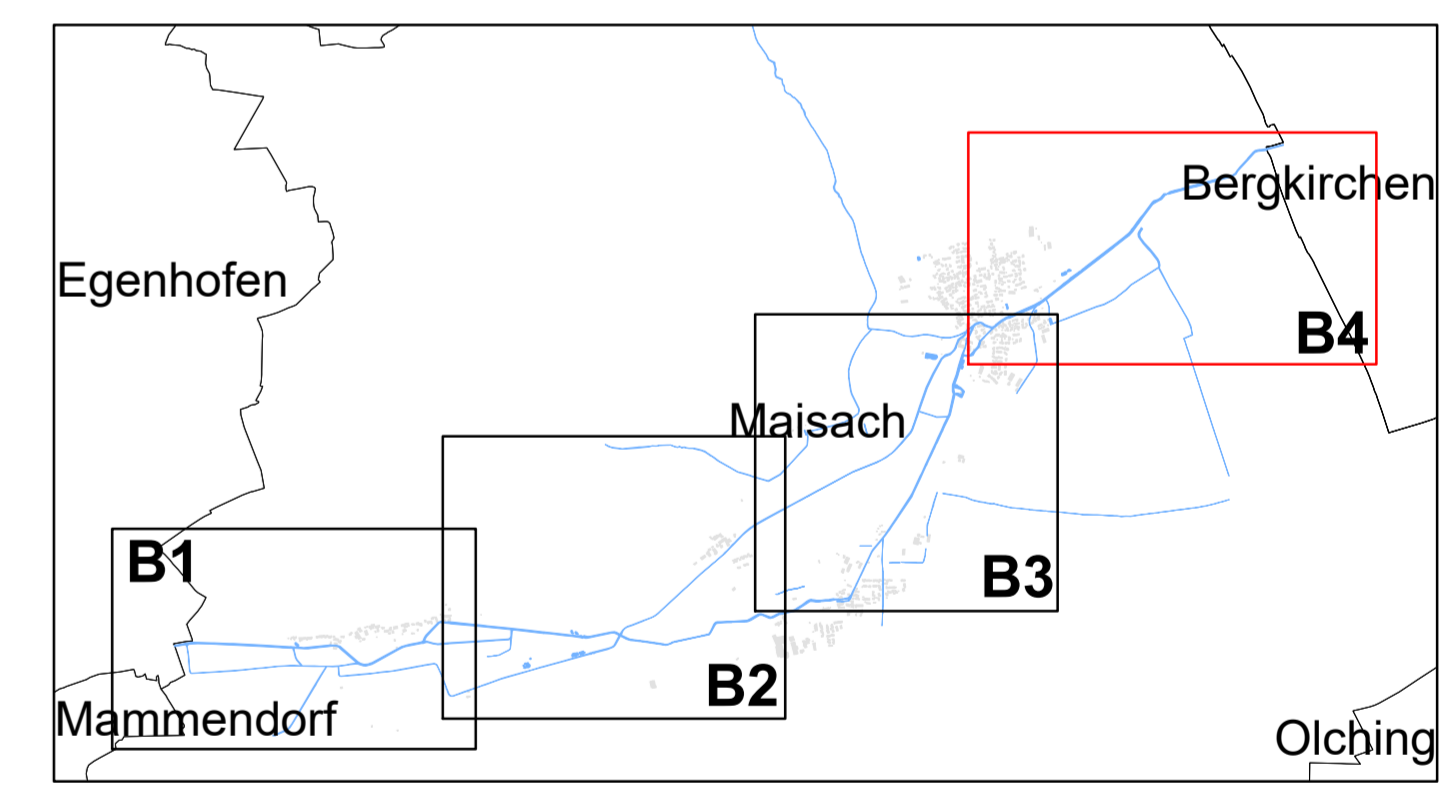 Bergkirchen
Egenhofen
B4
Maisach
B1
B3
B2
Mammendorf
Olching